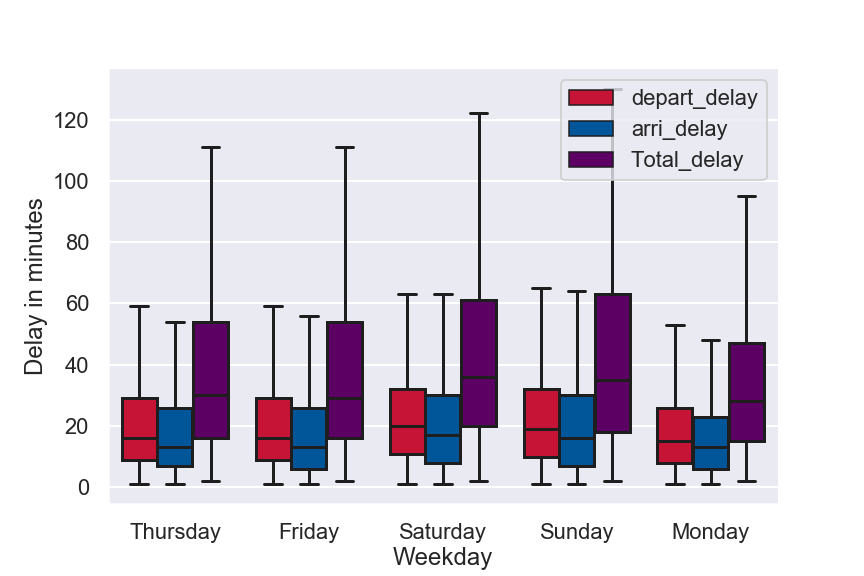 depart_delay
arri_delay
Total_delay
Delay in minutes
120
100
80
60
40
20
0
Thursday Friday Saturday Sunday Monday
Weekday